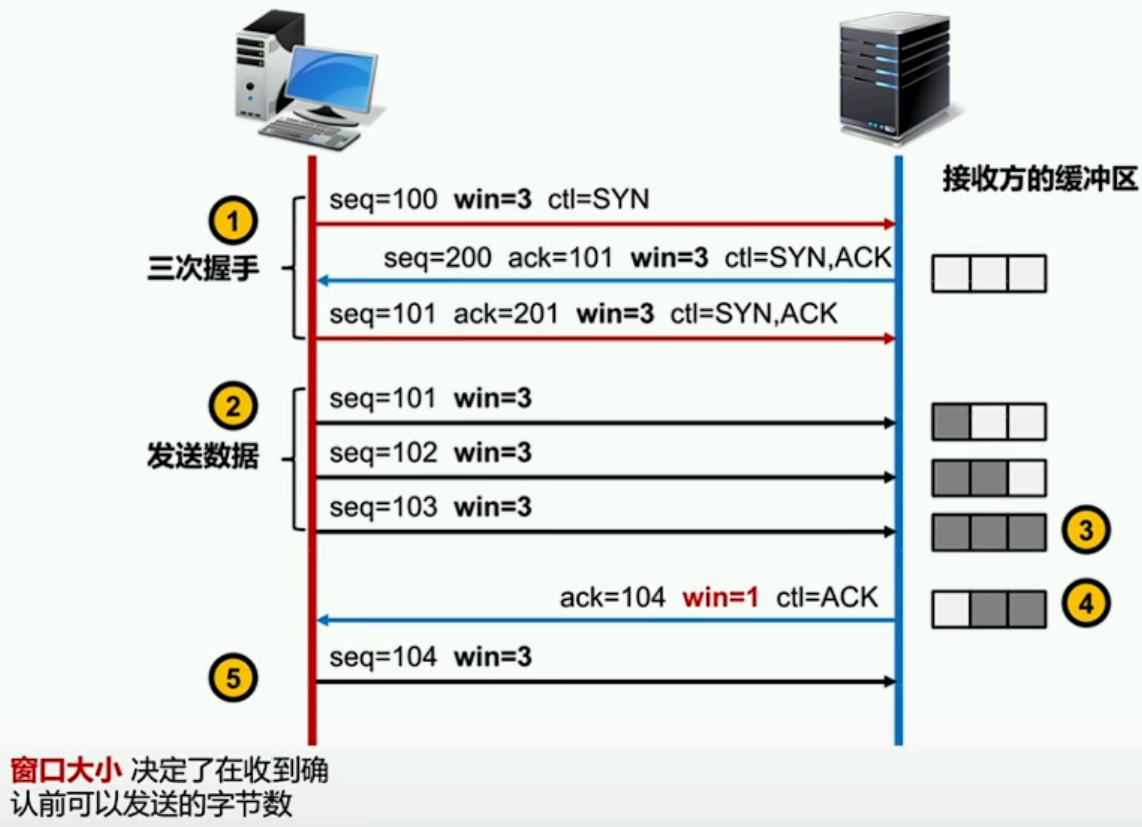 接收方的缓冲区
1
三次握手
seq=100 win=3 ctl=SYN
seq=200 ack=101 win=3 ctl=SYN,ACK
seq=101 ack=201 win=3 ctl=SYN,ACK
2
发送数据
seq=101 win=3
seq=102 win=3
seq=103 win=3
3
ack=104 win=1 ctl=ACK
4
5
seq=104 win=3
窗口大小 决定了在收到确
认前可以发送的字节数